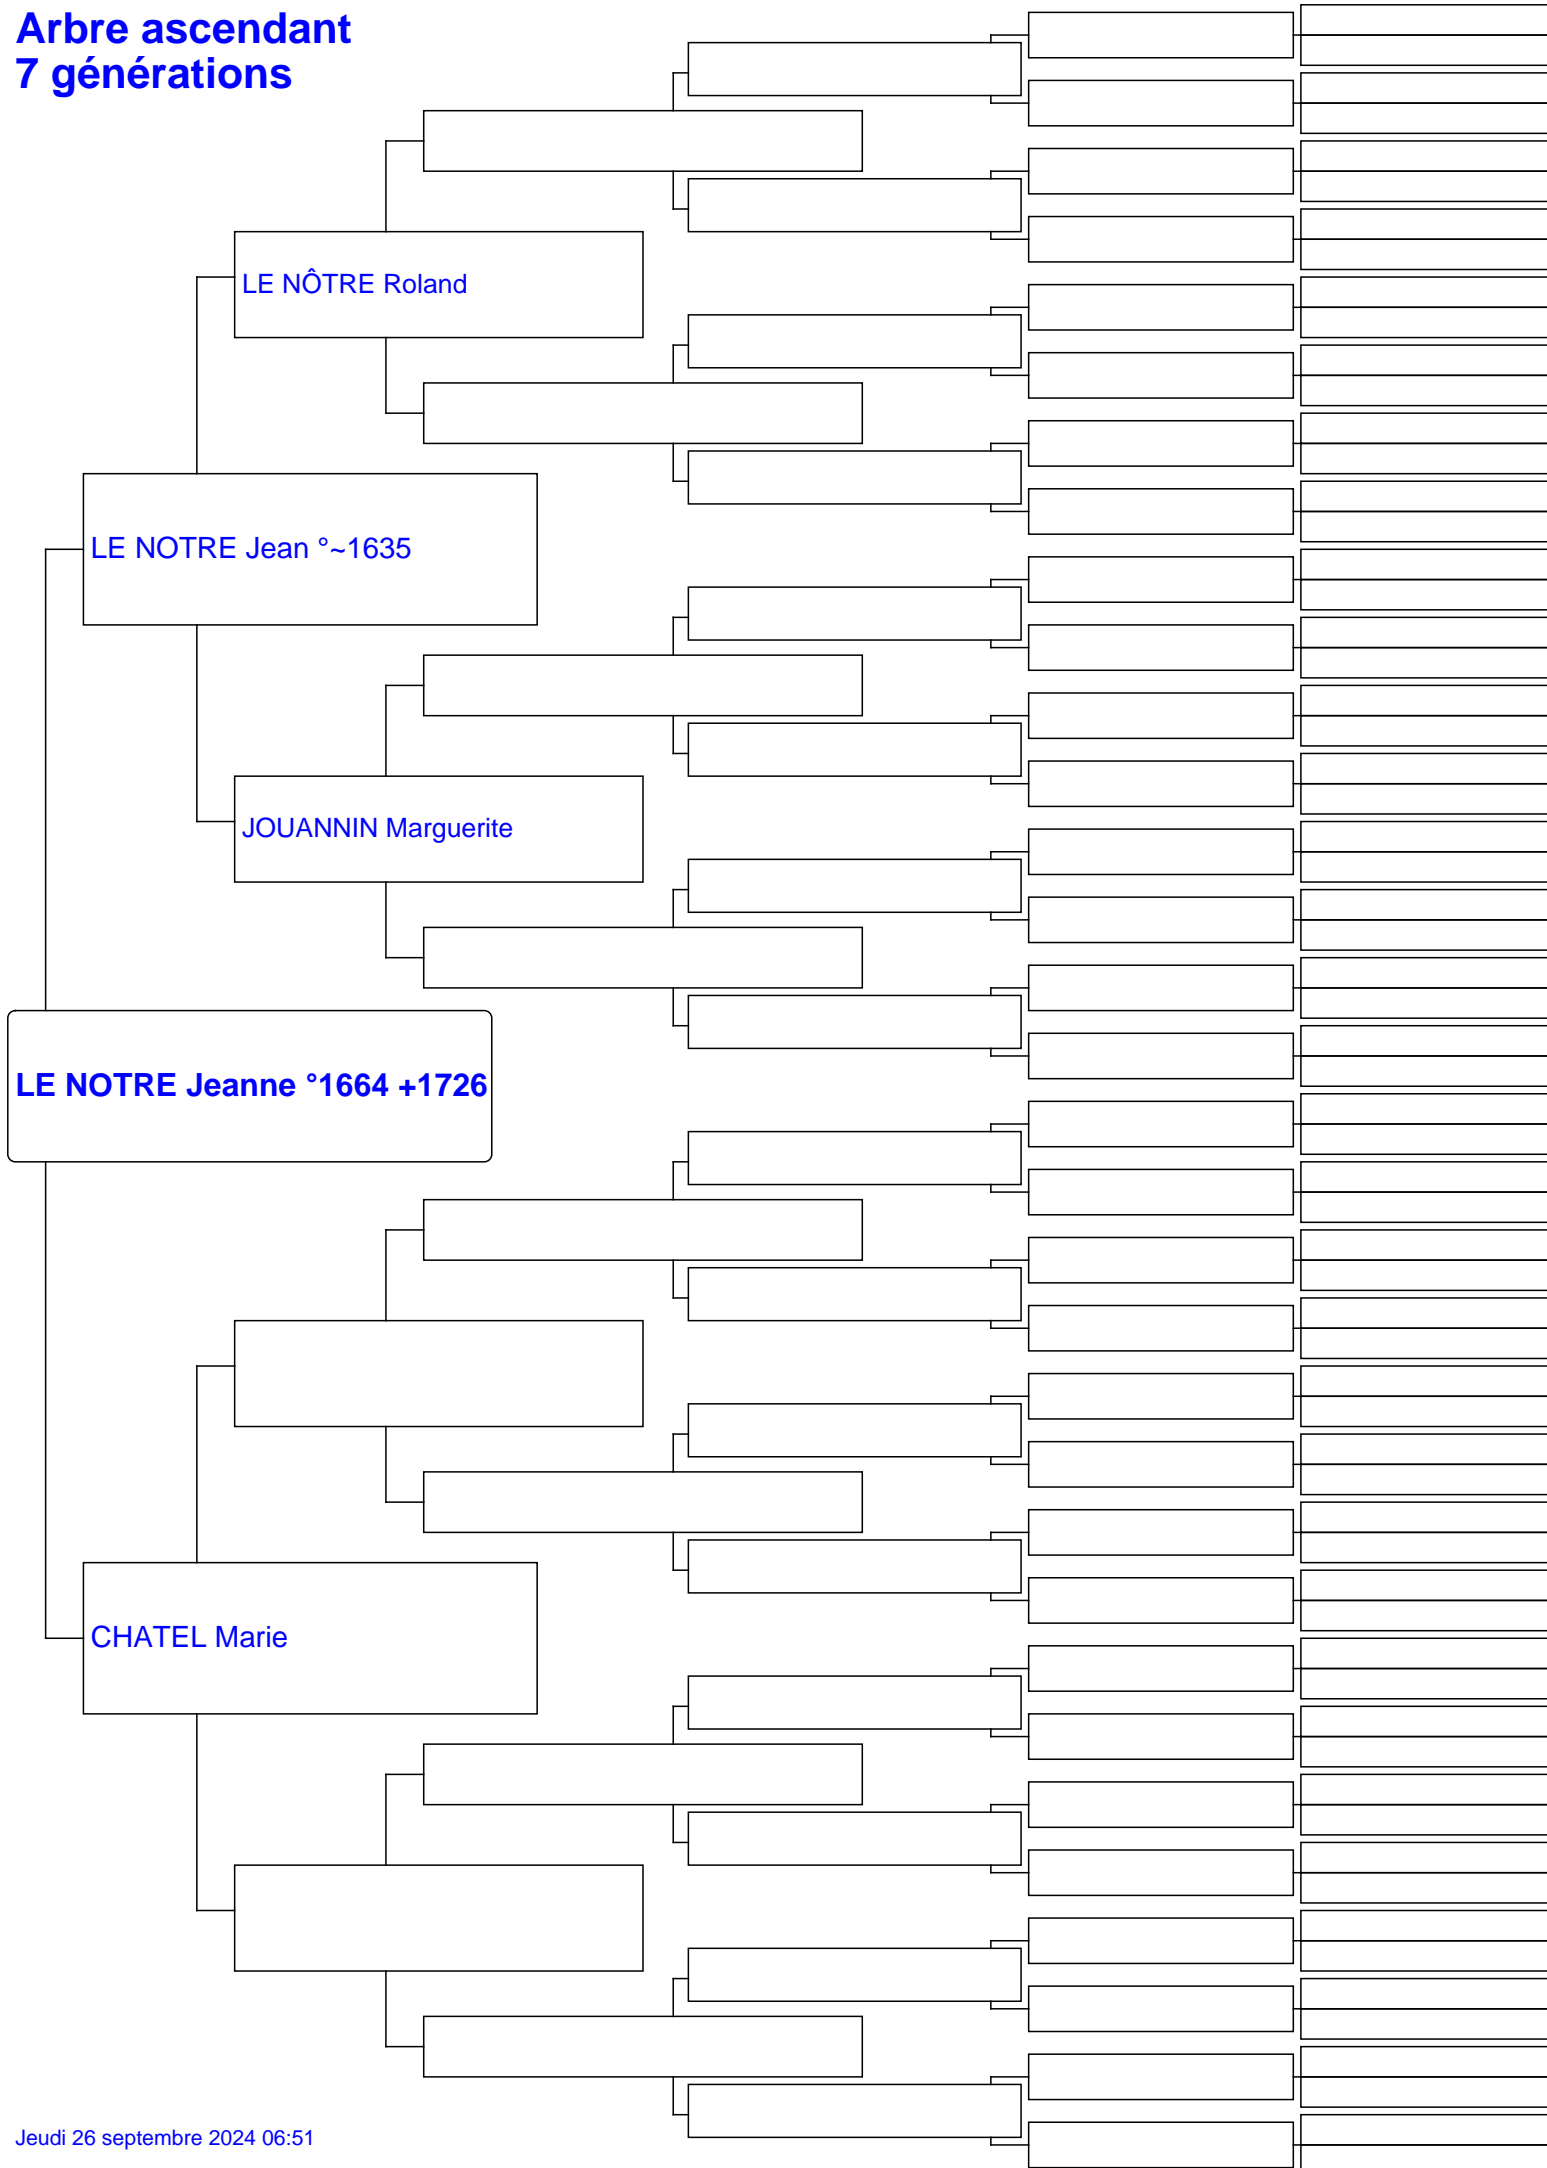 Arbre ascendant
7 générations
LE NÔTRE Roland
LE NOTRE Jean °~1635
JOUANNIN Marguerite
LE NOTRE Jeanne °1664 +1726
CHATEL Marie
Jeudi 26 septembre 2024 06:51